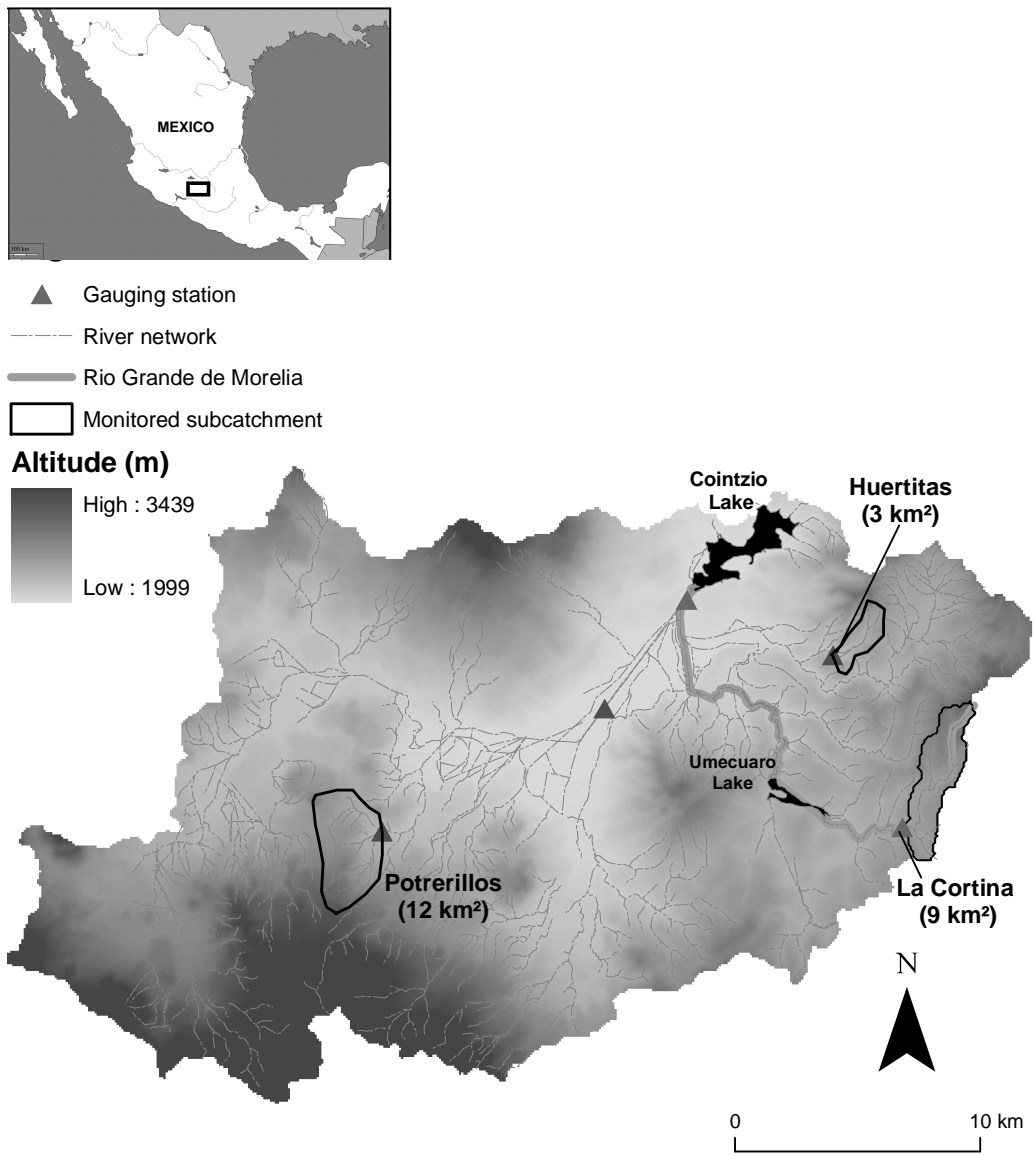 MEXICO
300 km
Gauging station
River network
Rio Grande de Morelia
Monitored subcatchment
Altitude (m)
High : 3439
Low : 1999
Cointzio
Lake
Huertitas
(3 km²)
Umecuaro
Lake
Potrerillos
(12 km²)
La Cortina
(9 km²)
N
0
10 km